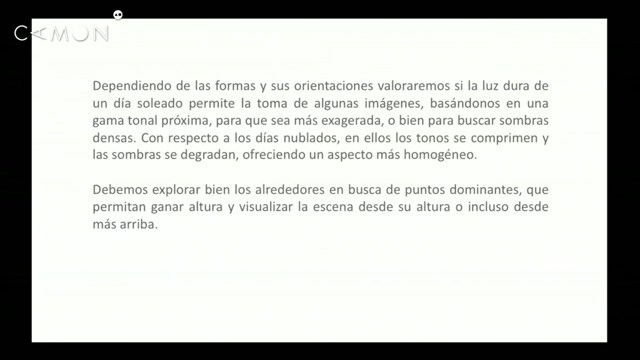 CAMON
Dependiendo de las formas y sus orientaciones valoraremos si la luz dura de
un día soleado permite la toma de algunas imágenes, basándonos en una
gama tonal próxima, para que sea más exagerada, o bien para buscar sombras
densas. Con respecto a los días nublados, en ellos los tonos se comprimen y
las sombras se degradan, ofreciendo un aspecto más homogéneo.
Debemos explorar bien los alrededores en busca de puntos dominantes, que
permitan ganar altura y visualizar la escena desde su altura o incluso desde
más arriba.